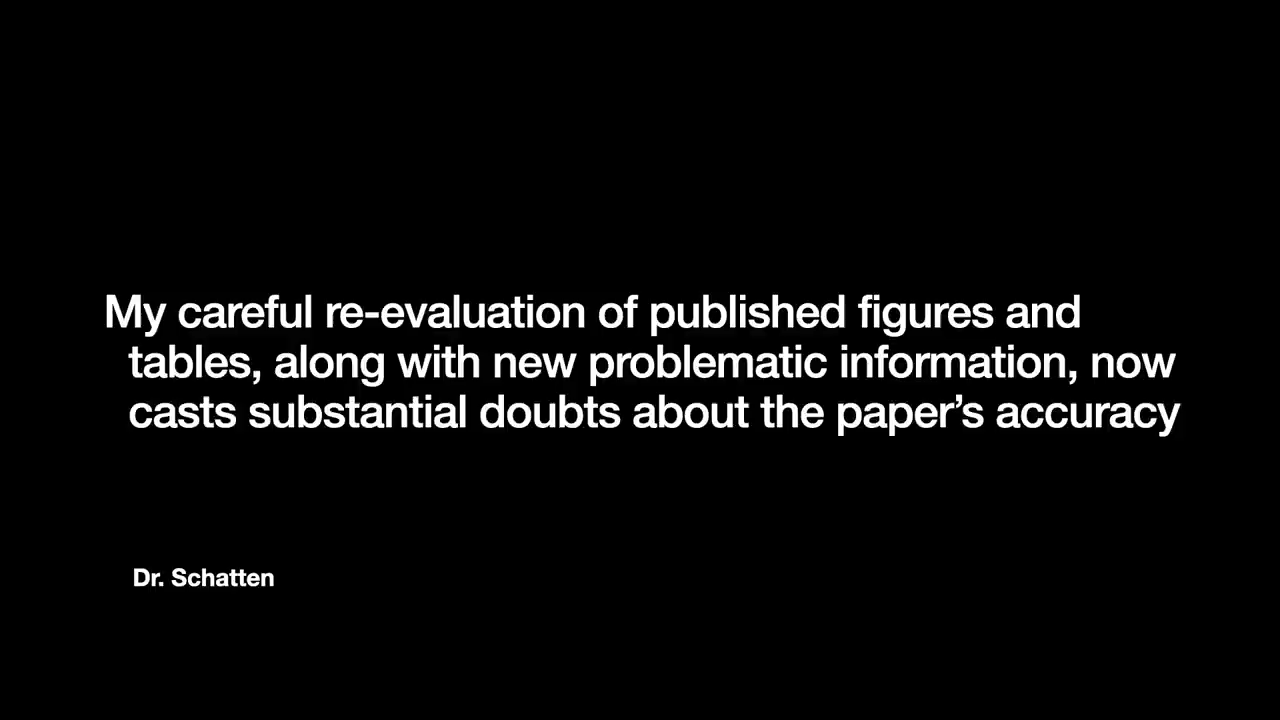 My careful re-evaluation of published figures and
tables, along with new problematic information, now
casts substantial doubts about the paper’s accuracy
Dr. Schatten